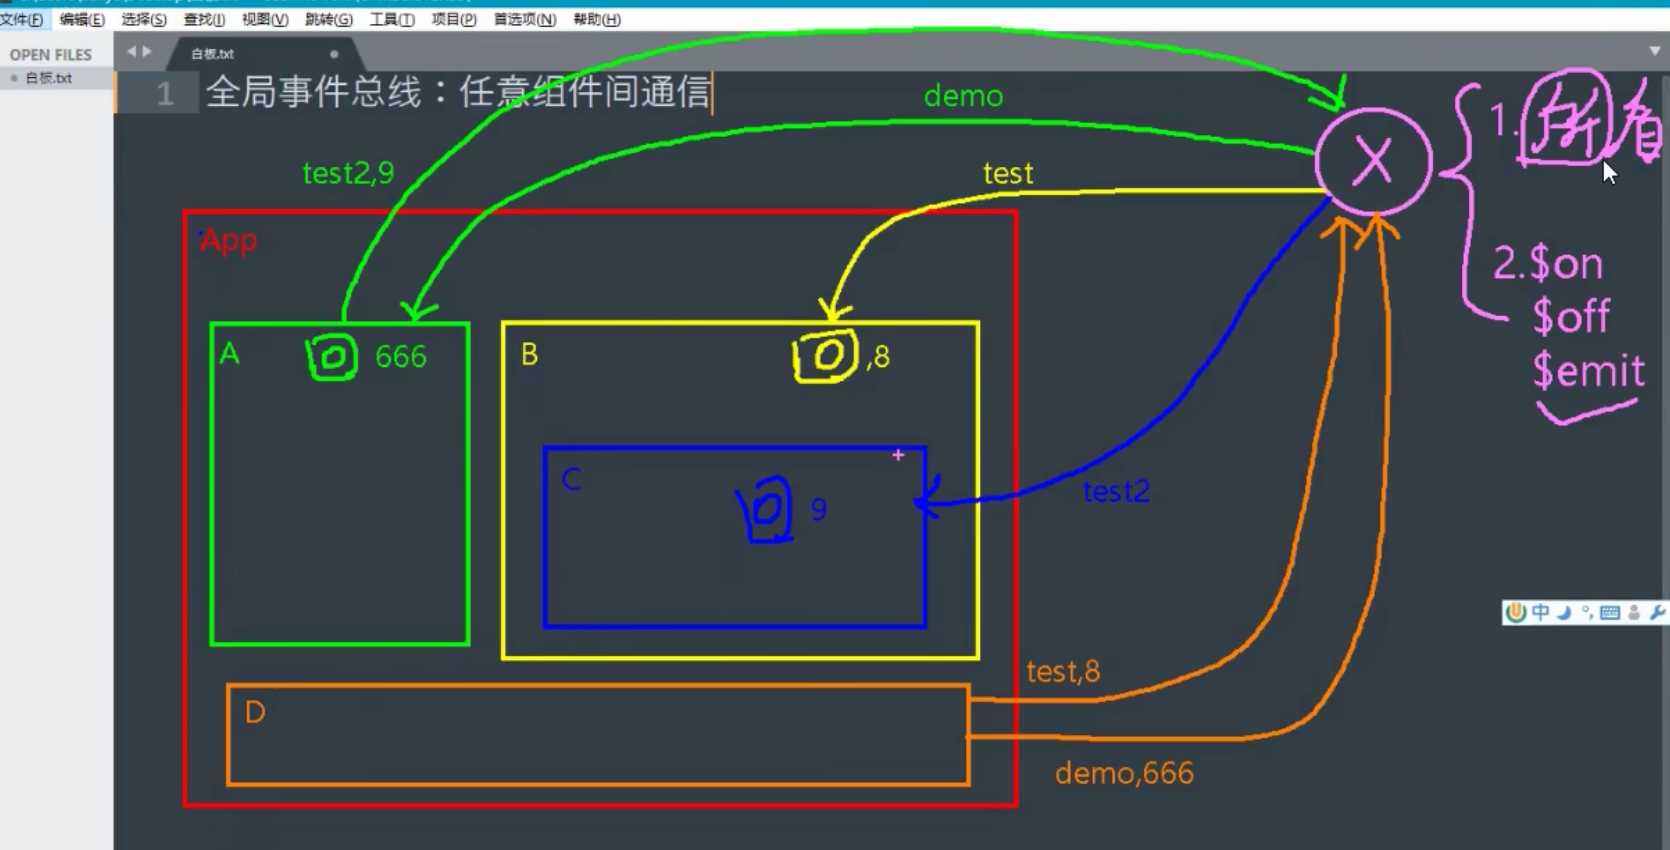 文件(F) 编辑(E) 选择(S) 查找(I) 视图(V) 跳转(G) 工具(T) 项目(P) 首选项(N) 帮助(H)
OPEN FILES
白板.txt
白板.txt
1 全局事件总线：任意组件间通信
demo
test2,9
test
X
1.所有
App
2.$on
$off
$emit
A 666
B ,8
C 9
test2
中
test,8
D
demo,666